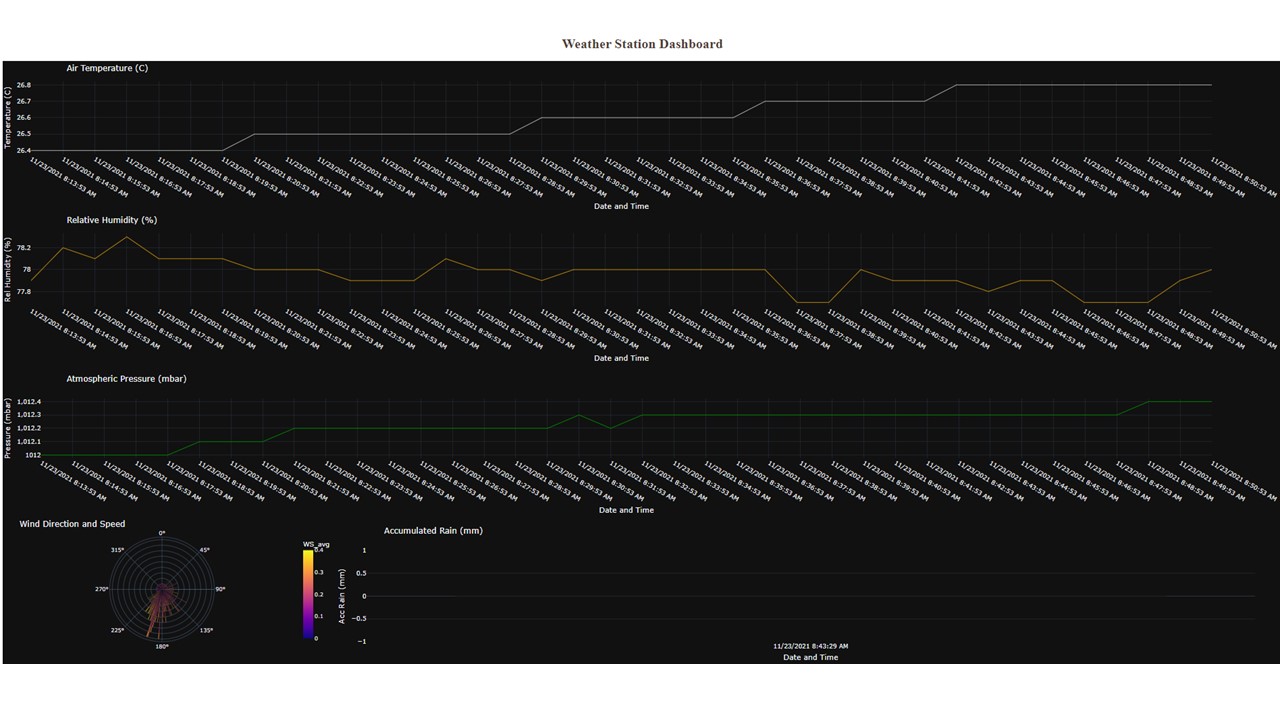 Weather Station Dashboard
Air Temperature (C)
Temperature (C)
26.8
26.7
26.6
26.5
26.4
11/23/2021 8:13:53 AM
11/23/2021 8:14:53 AM
11/23/2021 8:15:53 AM
11/23/2021 8:16:53 AM
11/23/2021 8:17:53 AM
11/23/2021 8:18:53 AM
11/23/2021 8:19:53 AM
11/23/2021 8:20:53 AM
11/23/2021 8:21:53 AM
11/23/2021 8:22:53 AM
11/23/2021 8:23:53 AM
11/23/2021 8:24:53 AM
11/23/2021 8:25:53 AM
11/23/2021 8:26:53 AM
11/23/2021 8:27:53 AM
11/23/2021 8:28:53 AM
11/23/2021 8:29:53 AM
11/23/2021 8:30:53 AM
11/23/2021 8:31:53 AM
11/23/2021 8:32:53 AM
11/23/2021 8:33:53 AM
11/23/2021 8:34:53 AM
11/23/2021 8:35:53 AM
11/23/2021 8:36:53 AM
11/23/2021 8:37:53 AM
11/23/2021 8:38:53 AM
11/23/2021 8:39:53 AM
11/23/2021 8:40:53 AM
11/23/2021 8:41:53 AM
11/23/2021 8:42:53 AM
11/23/2021 8:43:53 AM
11/23/2021 8:44:53 AM
11/23/2021 8:45:53 AM
11/23/2021 8:46:53 AM
11/23/2021 8:47:53 AM
11/23/2021 8:48:53 AM
11/23/2021 8:49:53 AM
11/23/2021 8:50:53 AM
Date and Time
Relative Humidity (%)
Rel Humidty (%)
78.2
78
77.8
11/23/2021 8:13:53 AM
11/23/2021 8:14:53 AM
11/23/2021 8:15:53 AM
11/23/2021 8:16:53 AM
11/23/2021 8:17:53 AM
11/23/2021 8:18:53 AM
11/23/2021 8:19:53 AM
11/23/2021 8:20:53 AM
11/23/2021 8:21:53 AM
11/23/2021 8:22:53 AM
11/23/2021 8:23:53 AM
11/23/2021 8:24:53 AM
11/23/2021 8:25:53 AM
11/23/2021 8:26:53 AM
11/23/2021 8:27:53 AM
11/23/2021 8:28:53 AM
11/23/2021 8:29:53 AM
11/23/2021 8:30:53 AM
11/23/2021 8:31:53 AM
11/23/2021 8:32:53 AM
11/23/2021 8:33:53 AM
11/23/2021 8:34:53 AM
11/23/2021 8:35:53 AM
11/23/2021 8:36:53 AM
11/23/2021 8:37:53 AM
11/23/2021 8:38:53 AM
11/23/2021 8:39:53 AM
11/23/2021 8:40:53 AM
11/23/2021 8:41:53 AM
11/23/2021 8:42:53 AM
11/23/2021 8:43:53 AM
11/23/2021 8:44:53 AM
11/23/2021 8:45:53 AM
11/23/2021 8:46:53 AM
11/23/2021 8:47:53 AM
11/23/2021 8:48:53 AM
11/23/2021 8:49:53 AM
11/23/2021 8:50:53 AM
Date and Time
Atmospheric Pressure (mbar)
Pressure (mbar)
1,012.4
1,012.3
1,012.2
1,012.1
1012
11/23/2021 8:13:53 AM
11/23/2021 8:14:53 AM
11/23/2021 8:15:53 AM
11/23/2021 8:16:53 AM
11/23/2021 8:17:53 AM
11/23/2021 8:18:53 AM
11/23/2021 8:19:53 AM
11/23/2021 8:20:53 AM
11/23/2021 8:21:53 AM
11/23/2021 8:22:53 AM
11/23/2021 8:23:53 AM
11/23/2021 8:24:53 AM
11/23/2021 8:25:53 AM
11/23/2021 8:26:53 AM
11/23/2021 8:27:53 AM
11/23/2021 8:28:53 AM
11/23/2021 8:29:53 AM
11/23/2021 8:30:53 AM
11/23/2021 8:31:53 AM
11/23/2021 8:32:53 AM
11/23/2021 8:33:53 AM
11/23/2021 8:34:53 AM
11/23/2021 8:35:53 AM
11/23/2021 8:36:53 AM
11/23/2021 8:37:53 AM
11/23/2021 8:38:53 AM
11/23/2021 8:39:53 AM
11/23/2021 8:40:53 AM
11/23/2021 8:41:53 AM
11/23/2021 8:42:53 AM
11/23/2021 8:43:53 AM
11/23/2021 8:44:53 AM
11/23/2021 8:45:53 AM
11/23/2021 8:46:53 AM
11/23/2021 8:47:53 AM
11/23/2021 8:48:53 AM
11/23/2021 8:49:53 AM
11/23/2021 8:50:53 AM
Date and Time
Wind Direction and Speed
0°
45°
90°
135°
180°
225°
270°
315°
WS_avg
0.4
0.3
0.2
0.1
0
Accumulated Rain (mm)
Acc Rain (mm)
1
0.5
0
−0.5
−1
11/23/2021 8:43:29 AM
Date and Time